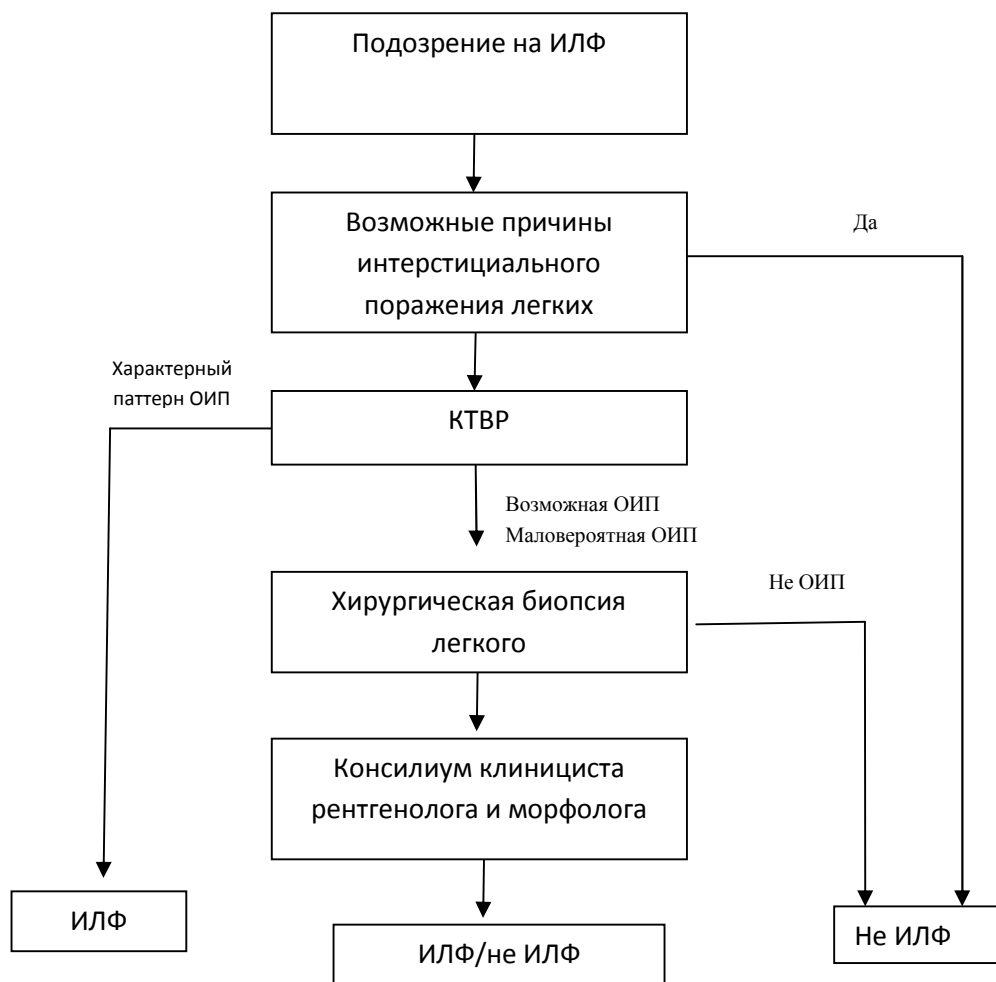 Подозрение на ИЛФ
Возможные причины
интерстициального
поражения легких
Да
Характерный
паттерн ОИП
КТВР
Возможная ОИП
Маловероятная ОИП
Хирургическая биопсия
легкого
Не ОИП
Консилиум клинициста
рентгенолога и морфолога
ИЛФ
ИЛФ/не ИЛФ
Не ИЛФ